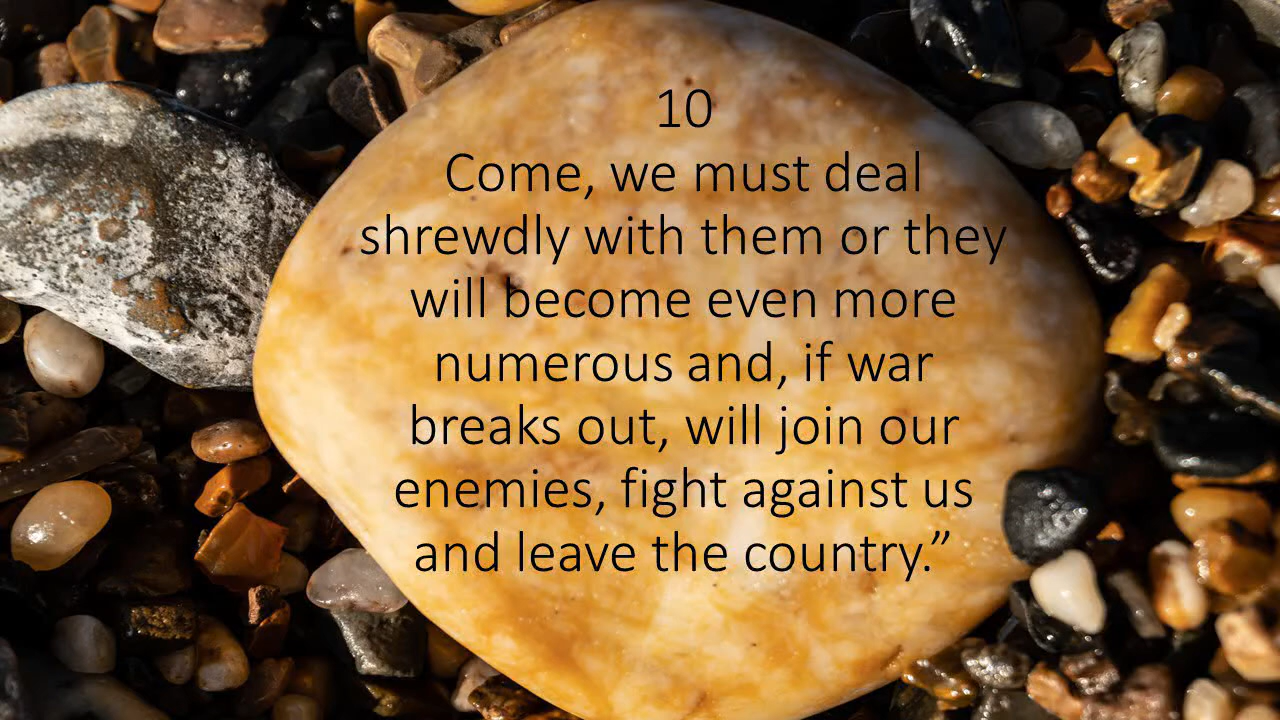 10
Come, we must deal
shrewdly with them or they
will become even more
numerous and, if war
breaks out, will join our
enemies, fight against us
and leave the country.”